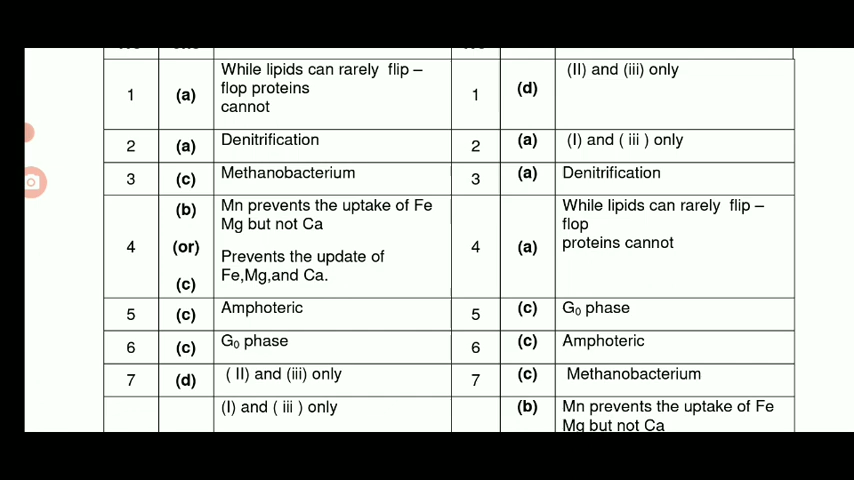 1 (a) While lipids can rarely flip –
flop proteins
cannot
1 (d) (II) and (iii) only
2 (a) Denitrification
2 (a) (I) and ( iii ) only
3 (c) Methanobacterium
3 (a) Denitrification
4 (b) Mn prevents the uptake of Fe
Mg but not Ca
(or)
(c) Prevents the update of
Fe,Mg,and Ca.
4 (a) While lipids can rarely flip –
flop
proteins cannot
5 (c) Amphoteric
5 (c) G₀ phase
6 (c) G₀ phase
6 (c) Amphoteric
7 (d) ( II) and (iii) only
7 (c) Methanobacterium
(I) and ( iii ) only
(b) Mn prevents the uptake of Fe
Mg but not Ca